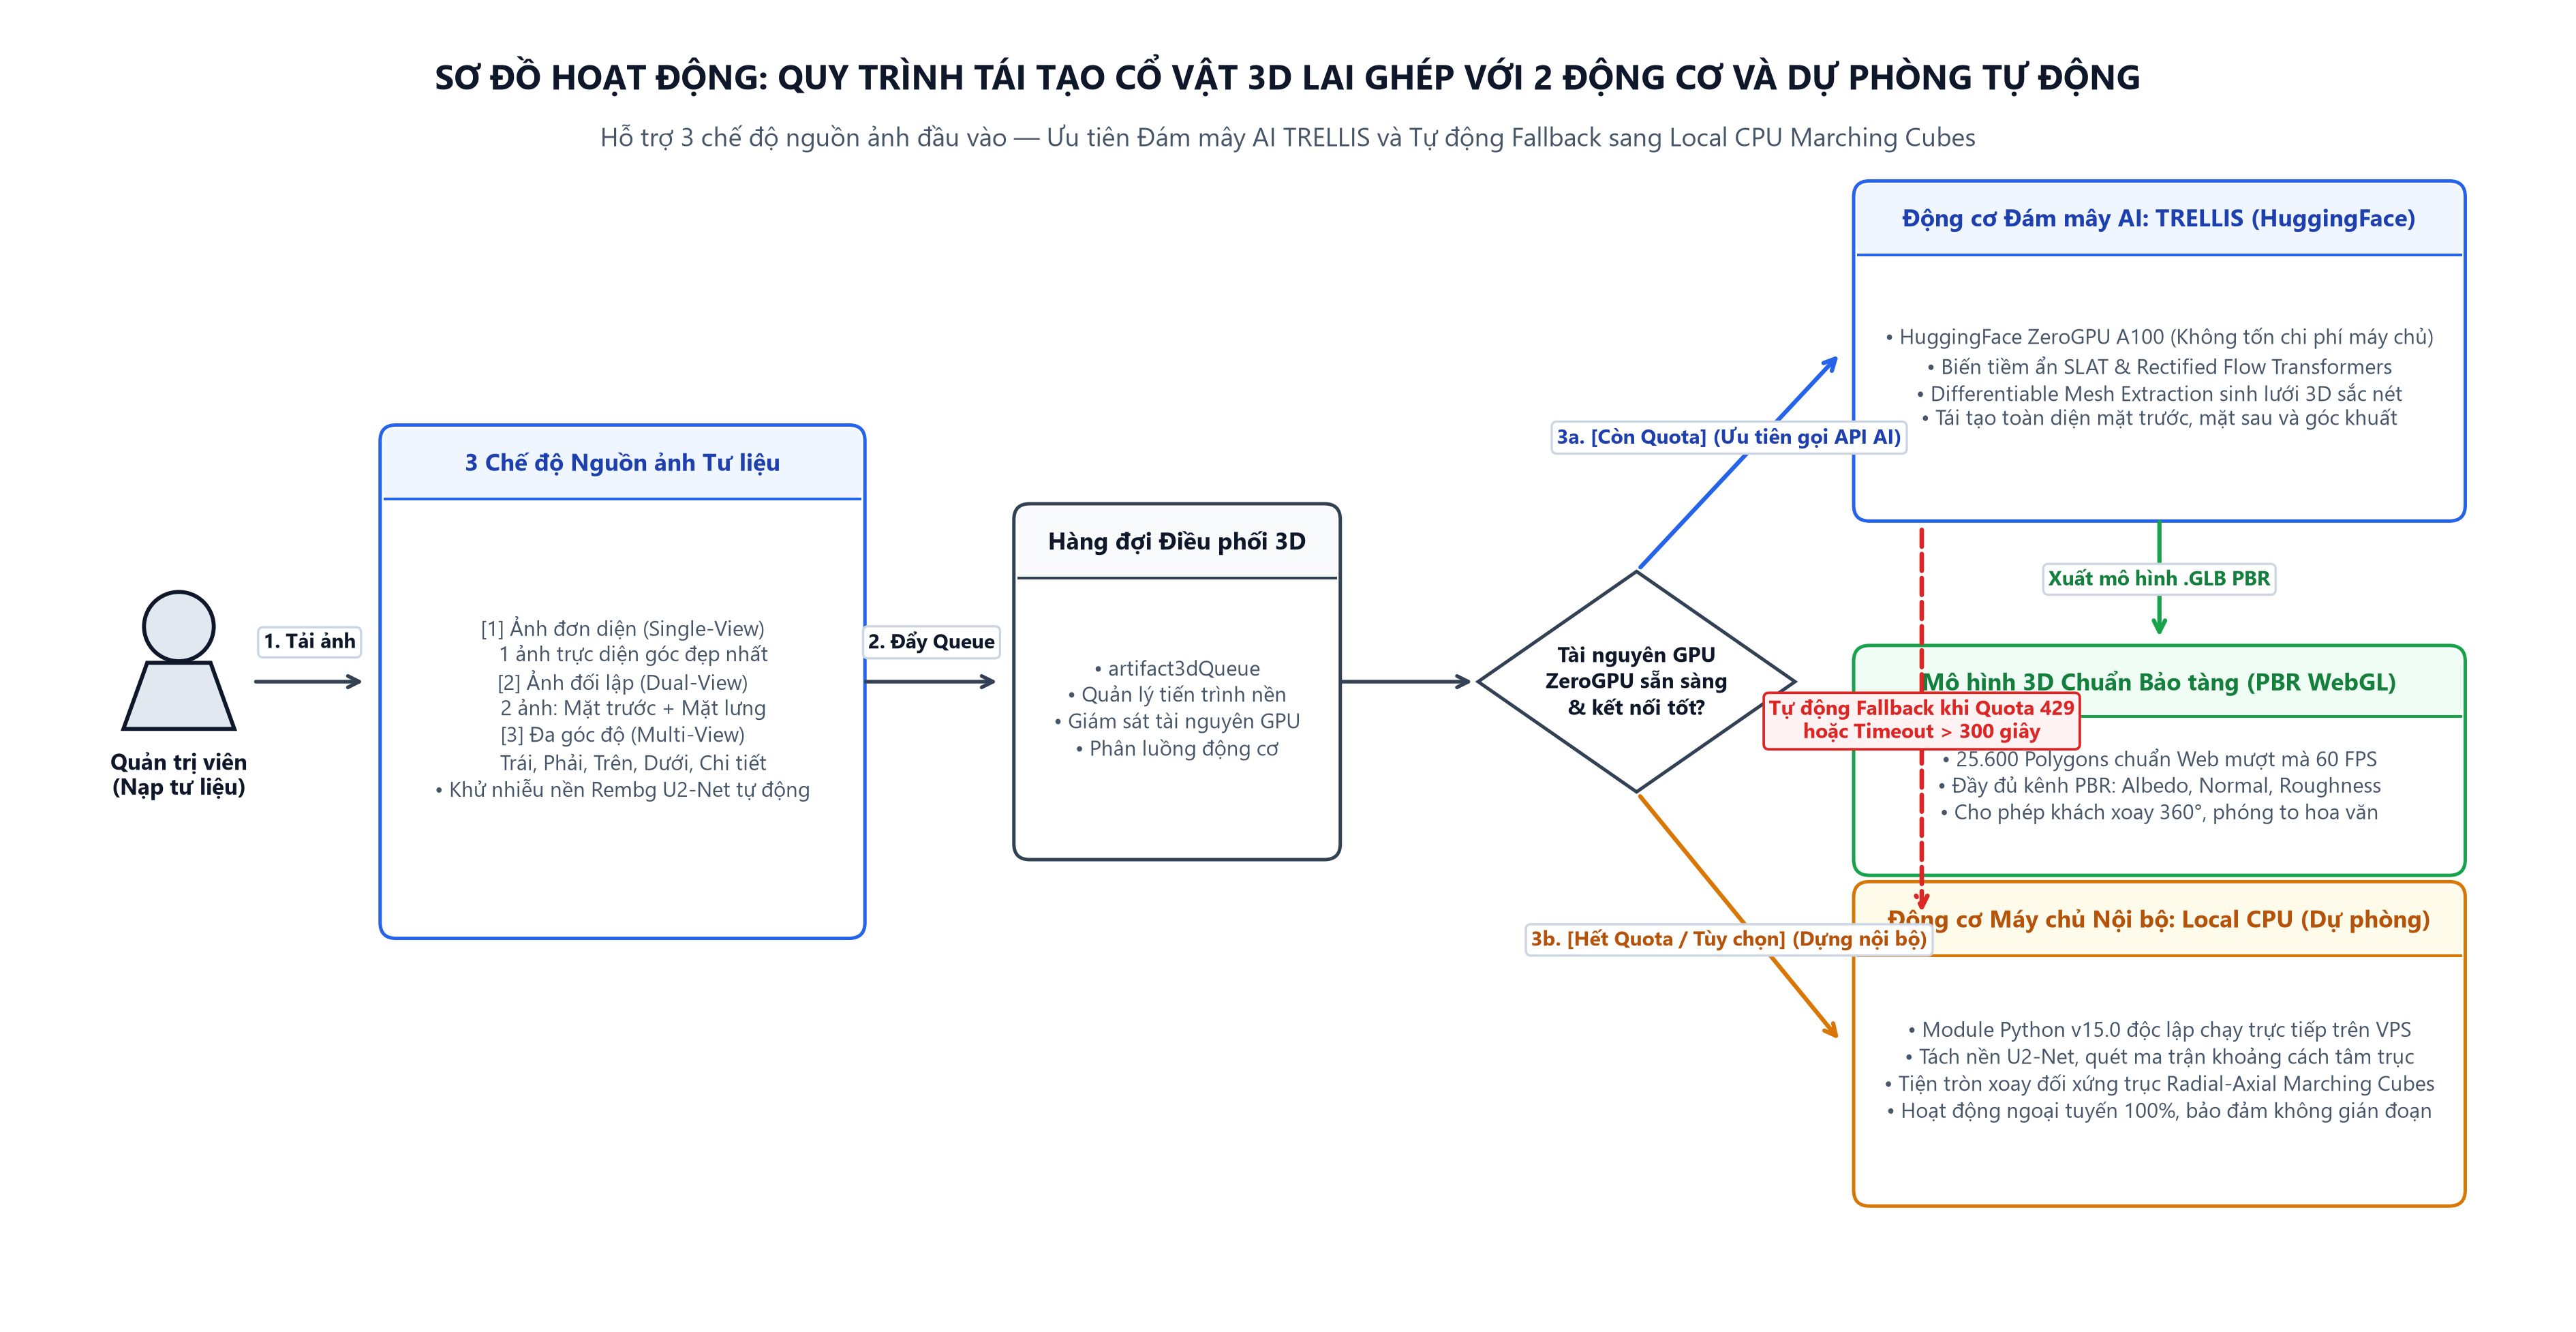 SƠ ĐỒ HOẠT ĐỘNG: QUY TRÌNH TÁI TẠO CỔ VẬT 3D LAI GHÉP VỚI 2 ĐỘNG CƠ VÀ DỰ PHÒNG TỰ ĐỘNG
Hỗ trợ 3 chế độ nguồn ảnh đầu vào — Ưu tiên Đám mây AI TRELLIS và Tự động Fallback sang Local CPU Marching Cubes
Quản trị viên
(Nạp tư liệu)
1. Tải ảnh
3 Chế độ Nguồn ảnh Tư liệu
[1] Ảnh đơn diện (Single-View)
1 ảnh trực diện góc đẹp nhất
[2] Ảnh đối lập (Dual-View)
2 ảnh: Mặt trước + Mặt lưng
[3] Đa góc độ (Multi-View)
Trái, Phải, Trên, Dưới, Chi tiết
• Khử nhiễu nền Rembg U2-Net tự động
2. Đẩy Queue
Hàng đợi Điều phối 3D
• artifact3dQueue
• Quản lý tiến trình nền
• Giám sát tài nguyên GPU
• Phân luồng động cơ
Tài nguyên GPU
ZeroGPU sẵn sàng
& kết nối tốt?
3a. [Còn Quota] (Ưu tiên gọi API AI)
Động cơ Đám mây AI: TRELLIS (HuggingFace)
• HuggingFace ZeroGPU A100 (Không tốn chi phí máy chủ)
• Biến tiềm ẩn SLAT & Rectified Flow Transformers
• Differentiable Mesh Extraction sinh lưới 3D sắc nét
• Tái tạo toàn diện mặt trước, mặt sau và góc khuất
Xuất mô hình .GLB PBR
Mô hình 3D Chuẩn Bảo tàng (PBR WebGL)
Tự động Fallback khi Quota 429
hoặc Timeout > 300 giây
• 25.600 Polygons chuẩn Web mượt mà 60 FPS
• Đầy đủ kênh PBR: Albedo, Normal, Roughness
• Cho phép khách xoay 360°, phóng to hoa văn
3b. [Hết Quota / Tùy chọn] (Dựng nội bộ)
Động cơ Máy chủ Nội bộ: Local CPU (Dự phòng)
• Module Python v15.0 độc lập chạy trực tiếp trên VPS
• Tách nền U2-Net, quét ma trận khoảng cách tâm trục
• Tiện tròn xoay đối xứng trục Radial-Axial Marching Cubes
• Hoạt động ngoại tuyến 100%, bảo đảm không gián đoạn